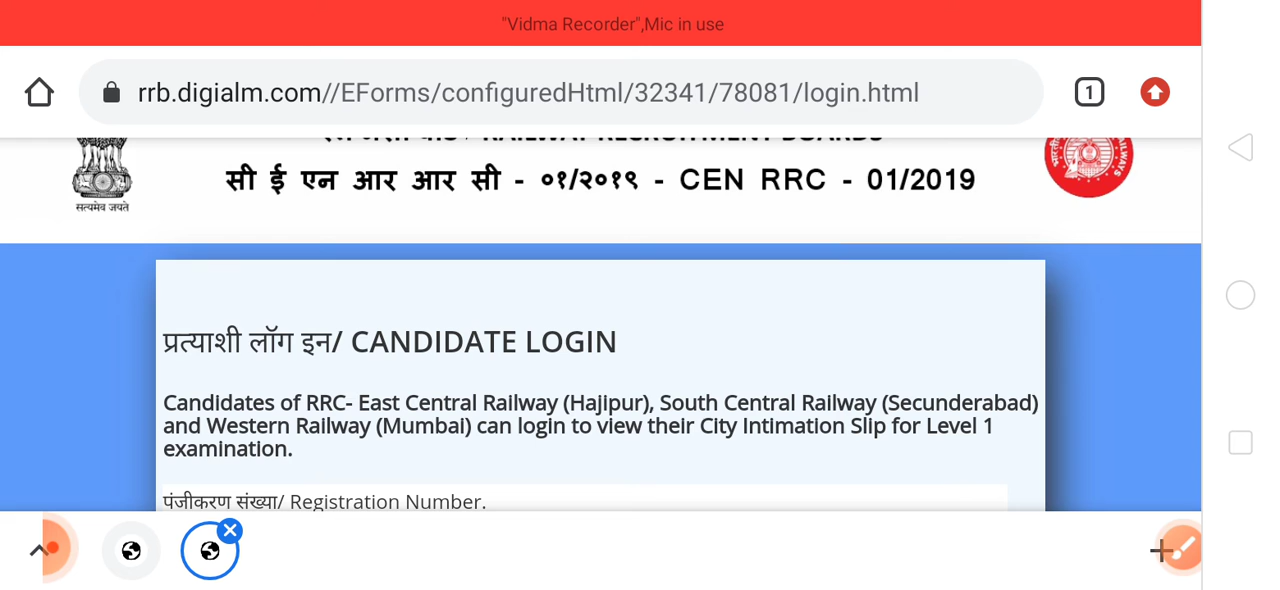 "Vidma Recorder",Mic in use
rrb.digialm.com//EForms/configuredHtml/32341/78081/login.html
1
RAILWAY RECRUITMENT BOARDS
सी ई एन आर आर सी - ०१/२०१९ - CEN RRC - 01/2019
सत्यमेव जयते
प्रत्याशी लॉग इन/ CANDIDATE LOGIN
Candidates of RRC- East Central Railway (Hajipur), South Central Railway (Secunderabad)
and Western Railway (Mumbai) can login to view their City Intimation Slip for Level 1
examination.
पंजीकरण संख्या/ Registration Number.